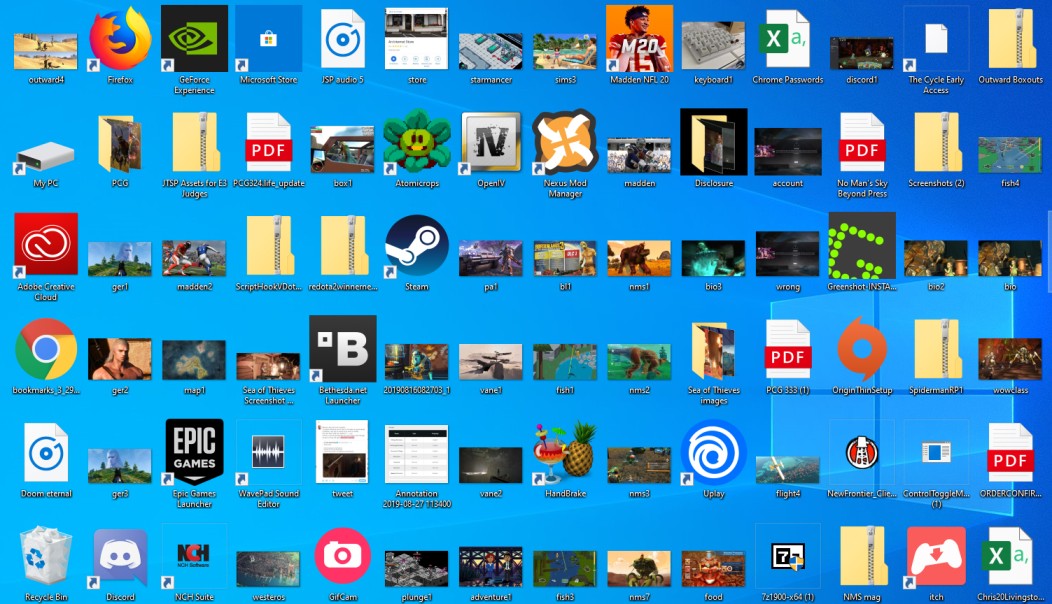 outward4
Firefox
GeForce
Experience
Microsoft Store
JSP audio 5
store
starmancer
sims3
M20
Madden NFL 20
keyboard1
X a,
Chrome Passwords
discord1
The Cycle Early
Access
Outward Boxouts
My PC
PCG
JTSP Assets for E3
Judges
PDF
PCG324.life_update
box1
Atomicrops
IV
OpenIV
Nexus Mod
Manager
madden
Disclosure
account
PDF
No Man's Sky
Beyond Press
Screenshots (2)
fish4
Adobe Creative
Cloud
ger1
madden2
ScriptHookVDot...
redota2winnerne...
Steam
pa1
bl1
nms1
bio3
wrong
G
Greenshot-INSTA...
bio2
bio
bookmarks_3_29...
ger2
map1
Sea of Thieves
Screenshot ...
B
Bethesda.net
Launcher
20190816082703_1
vane1
fish1
nms2
Sea of Thieves
images
PDF
PCG 333 (1)
OriginThinSetup
SpidermanRP1
wowclass
Doom eternal
ger3
EPIC
GAMES
Epic Games
Launcher
WavePad Sound
Editor
tweet
Annotation
2019-08-27 113400
vane2
HandBrake
nms3
Uplay
flight4
NewFrontier_Clie...
ControlToggleM...
(1)
PDF
ORDERCONFIR...
Recycle Bin
Discord
NCH
NCH Software
NCH Suite
westeros
GifCam
plunge1
adventure1
fish3
nms7
food
7z
7z1900-x64 (1)
NMS mag
itch
X a,
Chris20Livingsto...